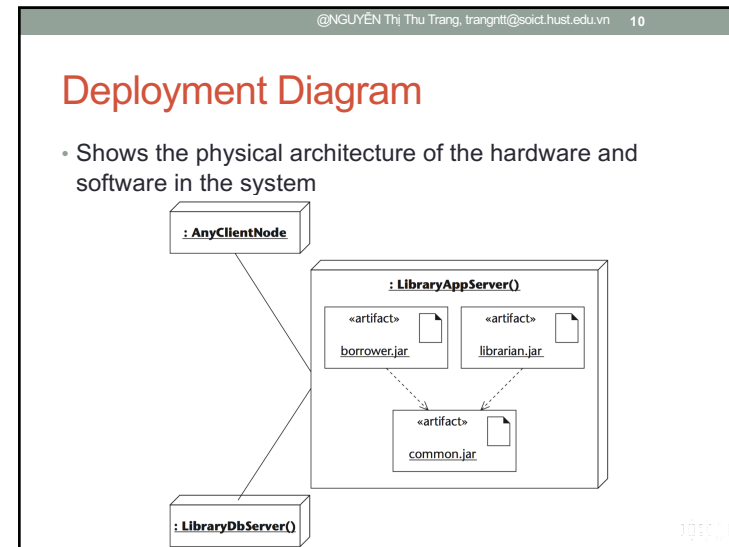 @NGUYỄN Thị Thu Trang, trangntt@soict.hust.edu.vn 10
Deployment Diagram
• Shows the physical architecture of the hardware and
software in the system
: AnyClientNode
: LibraryAppServer()
«artifact»
borrower.jar
«artifact»
librarian.jar
«artifact»
common.jar
: LibraryDbServer()